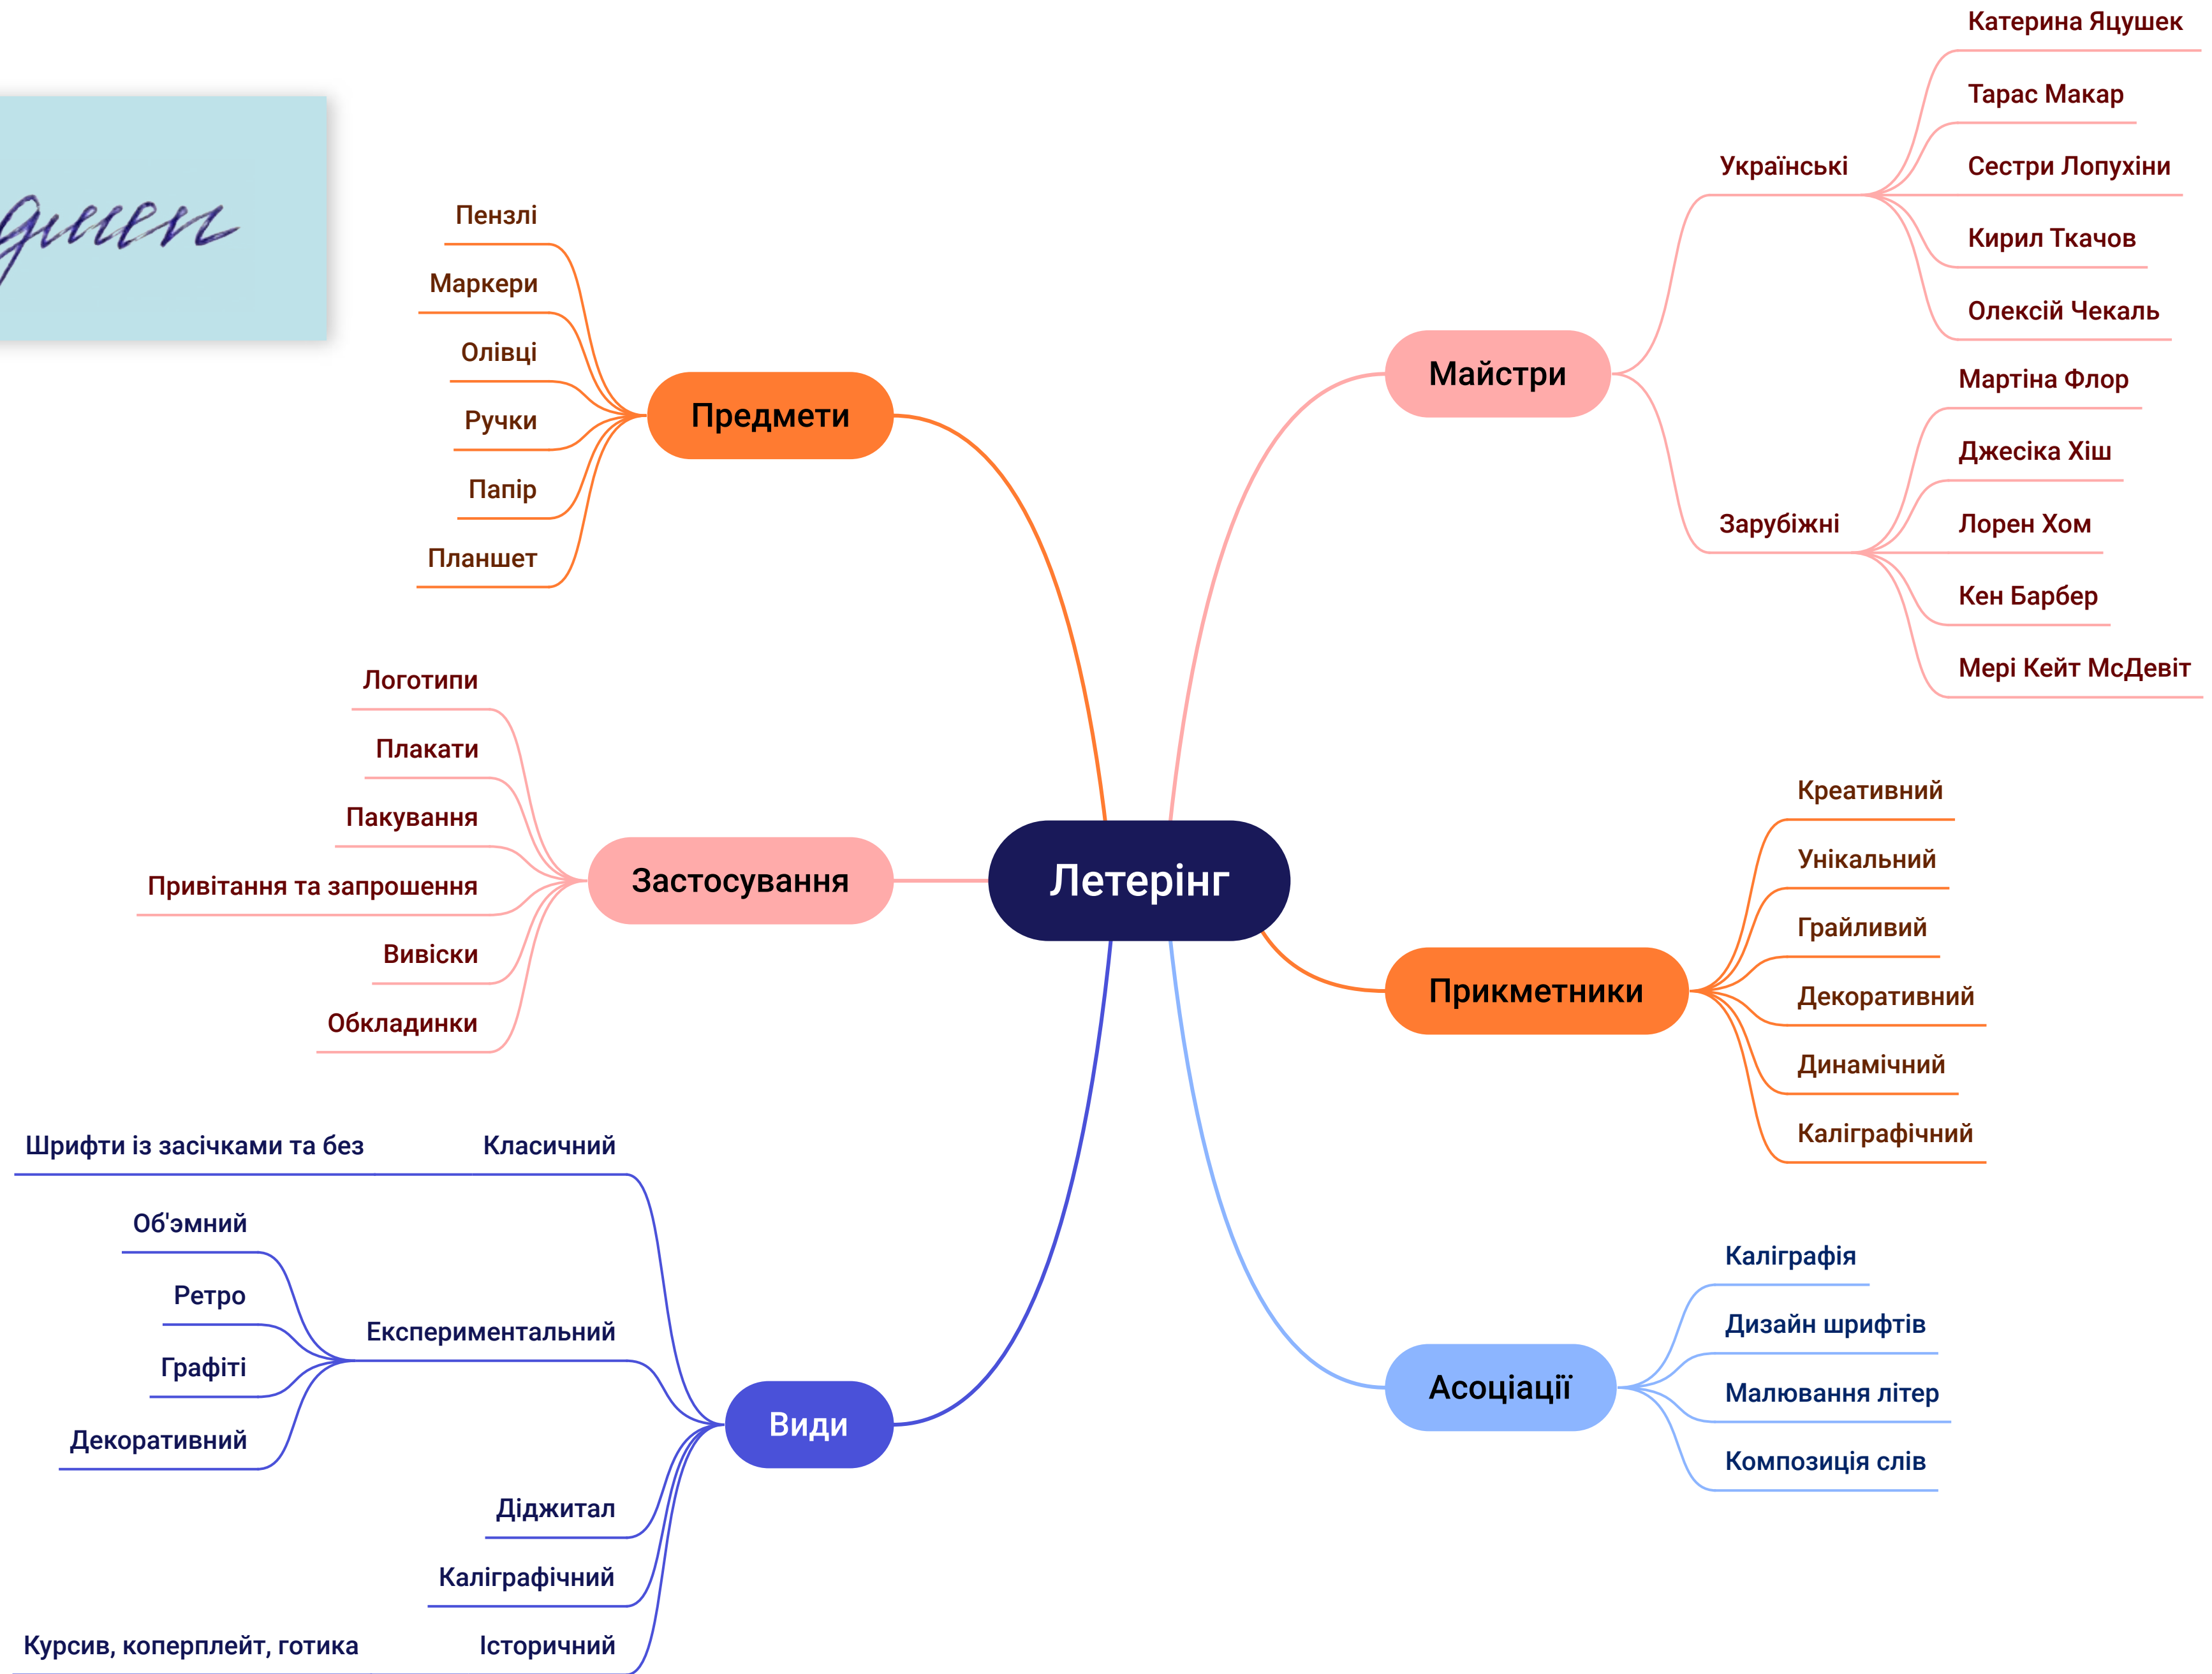 Летерінг
Предмети
Пензлі
Маркери
Олівці
Ручки
Папір
Планшет
Застосування
Логотипи
Плакати
Пакування
Привітання та запрошення
Вивіски
Обкладинки
Види
Класичний
Шрифти із засічками та без
Експериментальний
Об'эмний
Ретро
Графіті
Декоративний
Діджитал
Каліграфічний
Історичний
Курсив, коперплейт, готика
Майстри
Українські
Катерина Яцушек
Тарас Макар
Сестри Лопухіни
Кирил Ткачов
Олексій Чекаль
Зарубіжні
Мартіна Флор
Джесіка Хіш
Лорен Хом
Кен Барбер
Мері Кейт МсДевіт
Прикметники
Креативний
Унікальний
Грайливий
Декоративний
Динамічний
Каліграфічний
Асоціації
Каліграфія
Дизайн шрифтів
Малювання літер
Композиція слів